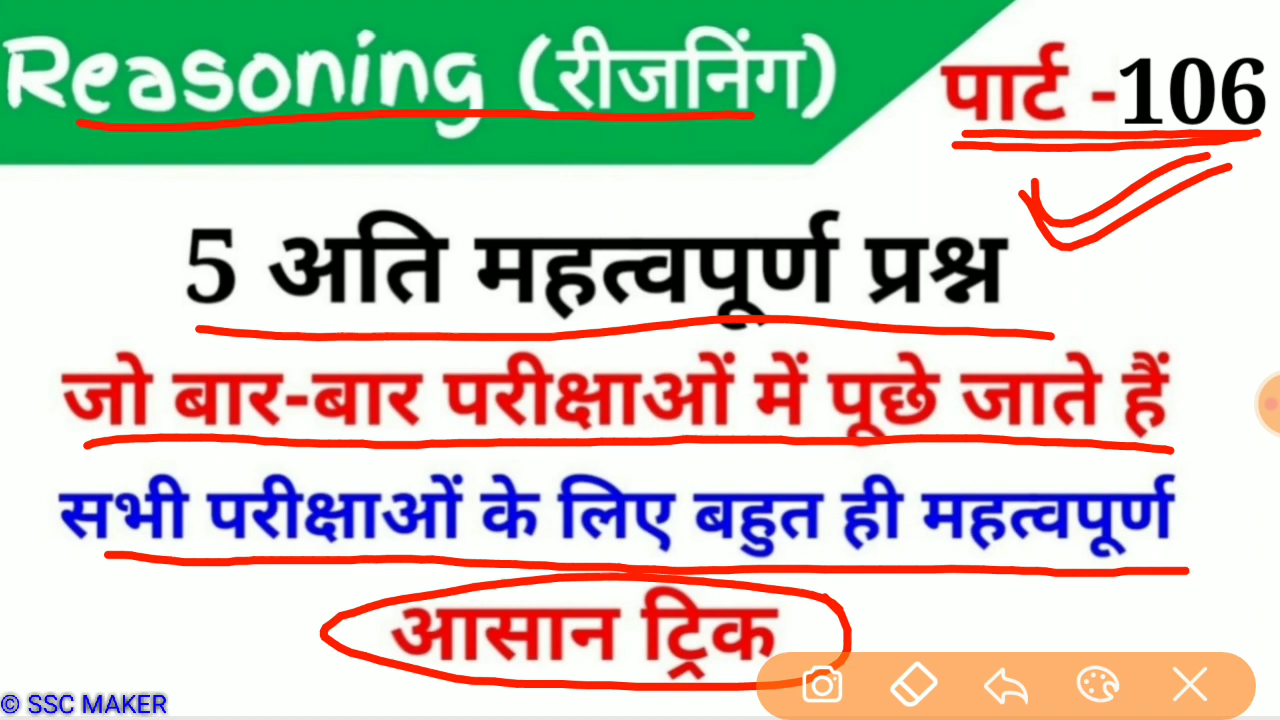 Reasoning (रीजनिंग)
पार्ट -106
5 अति महत्वपूर्ण प्रश्न
जो बार-बार परीक्षाओं में पूछे जाते हैं
सभी परीक्षाओं के लिए बहुत ही महत्वपूर्ण
आसान ट्रिक
© SSC MAKER